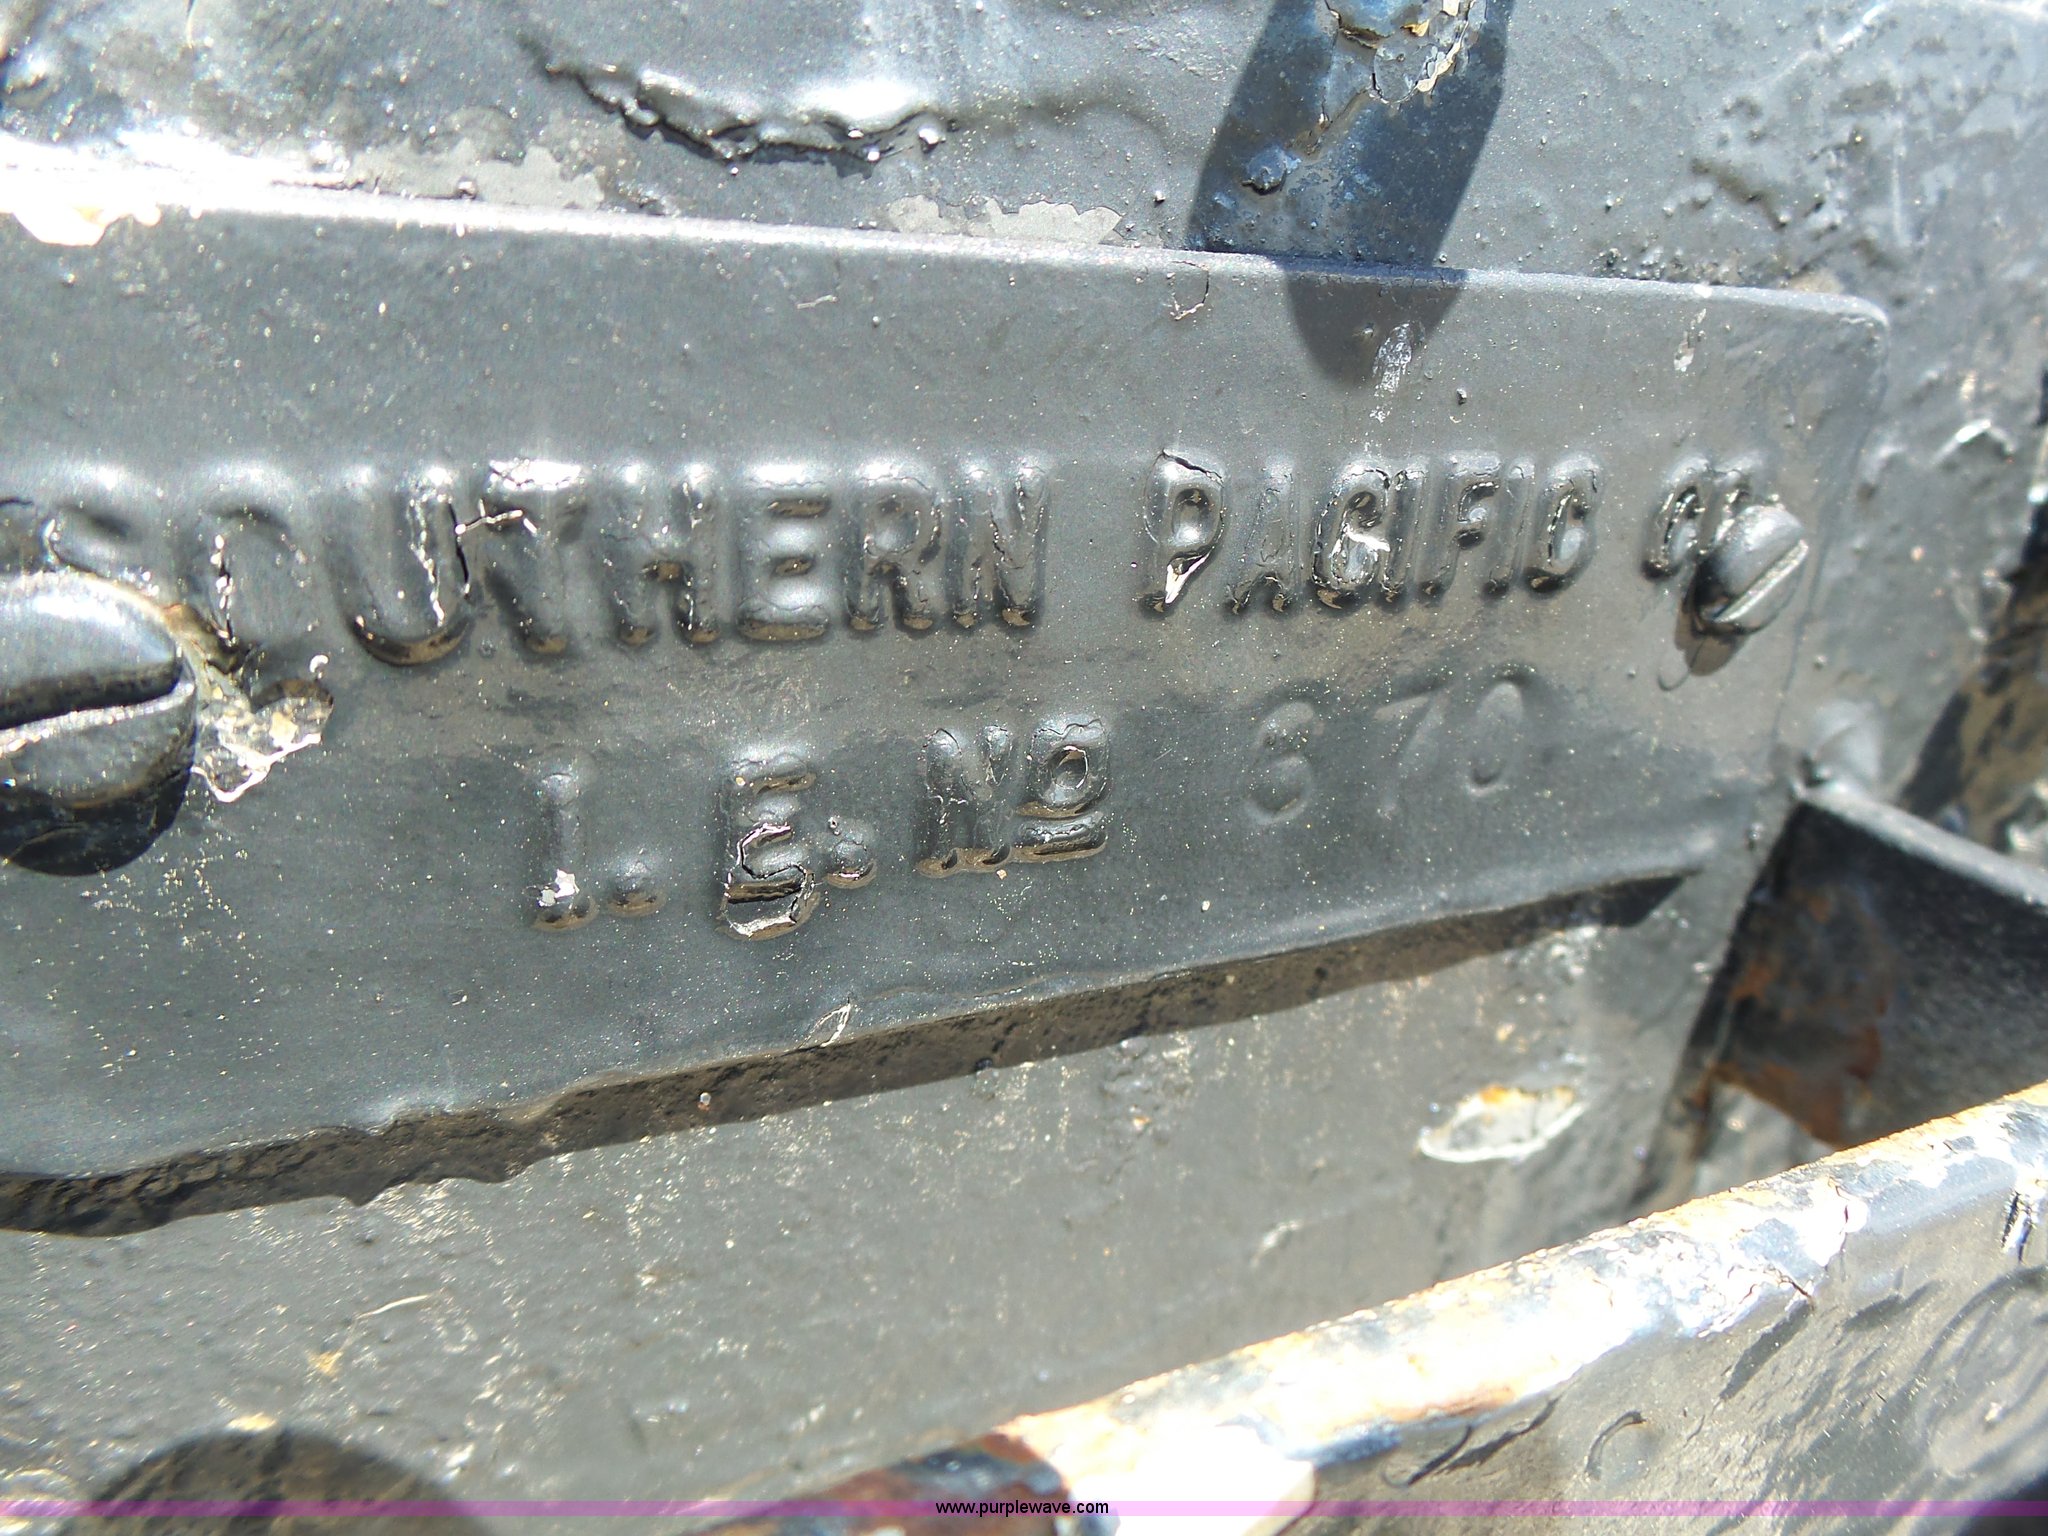 SOUTHERN PACIFIC CO
I. E. Nº 670
www.purplewave.com